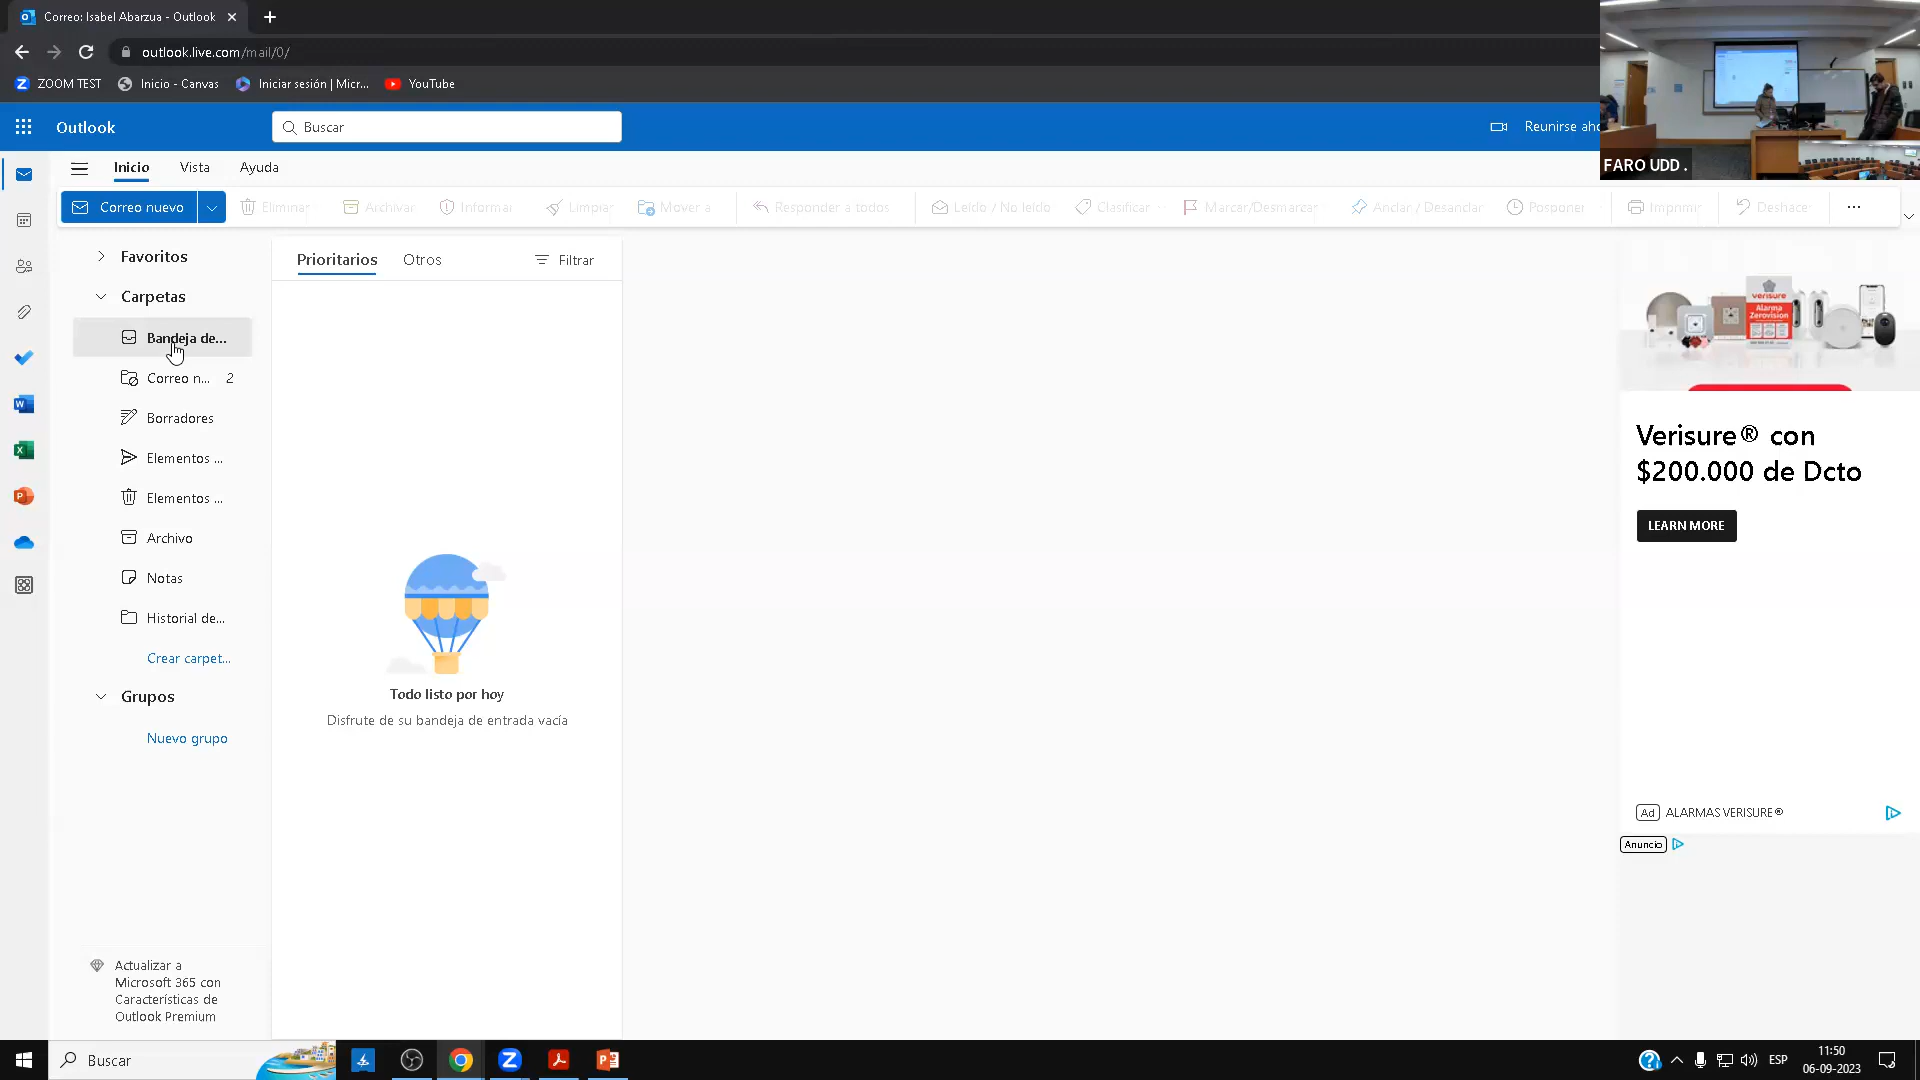 Correo: Isabel Abarzua - Outlook
outlook.live.com/mail/0/
ZOOM TEST
Inicio - Canvas
Iniciar sesión | Micr...
YouTube
Outlook
Buscar
Reunirse aho
FARO UDD .
Inicio
Vista
Ayuda
Correo nuevo
Eliminar
Archivar
Informar
Limpiar
Mover a
Responder a todos
Leído / No leído
Clasificar
Marcar/Desmarcar
Anclar / Desanclar
Posponer
Imprimir
Deshacer
...
Favoritos
Carpetas
Bandeja de...
Correo n... 2
Borradores
Elementos ...
Elementos ...
Archivo
Notas
Historial de...
Crear carpet...
Grupos
Nuevo grupo
Actualizar a
Microsoft 365 con
Características de
Outlook Premium
Prioritarios
Otros
Filtrar
Todo listo por hoy
Disfrute de su bandeja de entrada vacía
verisure
Alarma
Zerovision
Verisure® con
$200.000 de Dcto
LEARN MORE
Ad ALARMAS VERISURE®
Anuncio
Buscar
ESP
11:50
06-09-2023